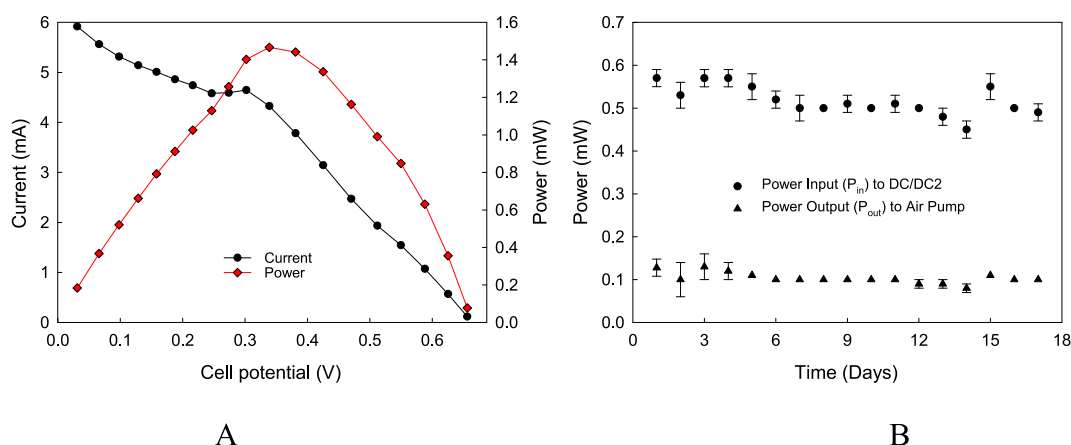 6
5
4
3
2
1
0
Current (mA)
1.6
1.4
1.2
1.0
0.8
0.6
0.4
0.2
0.0
Power (mW)
Current
Power
0.0 0.1 0.2 0.3 0.4 0.5 0.6
Cell potential (V)
A
0.7
0.6
0.5
0.4
0.3
0.2
0.1
0.0
Power (mW)
Power Input (Pin) to DC/DC2
Power Output (Pout) to Air Pump
0 3 6 9 12 15 18
Time (Days)
B